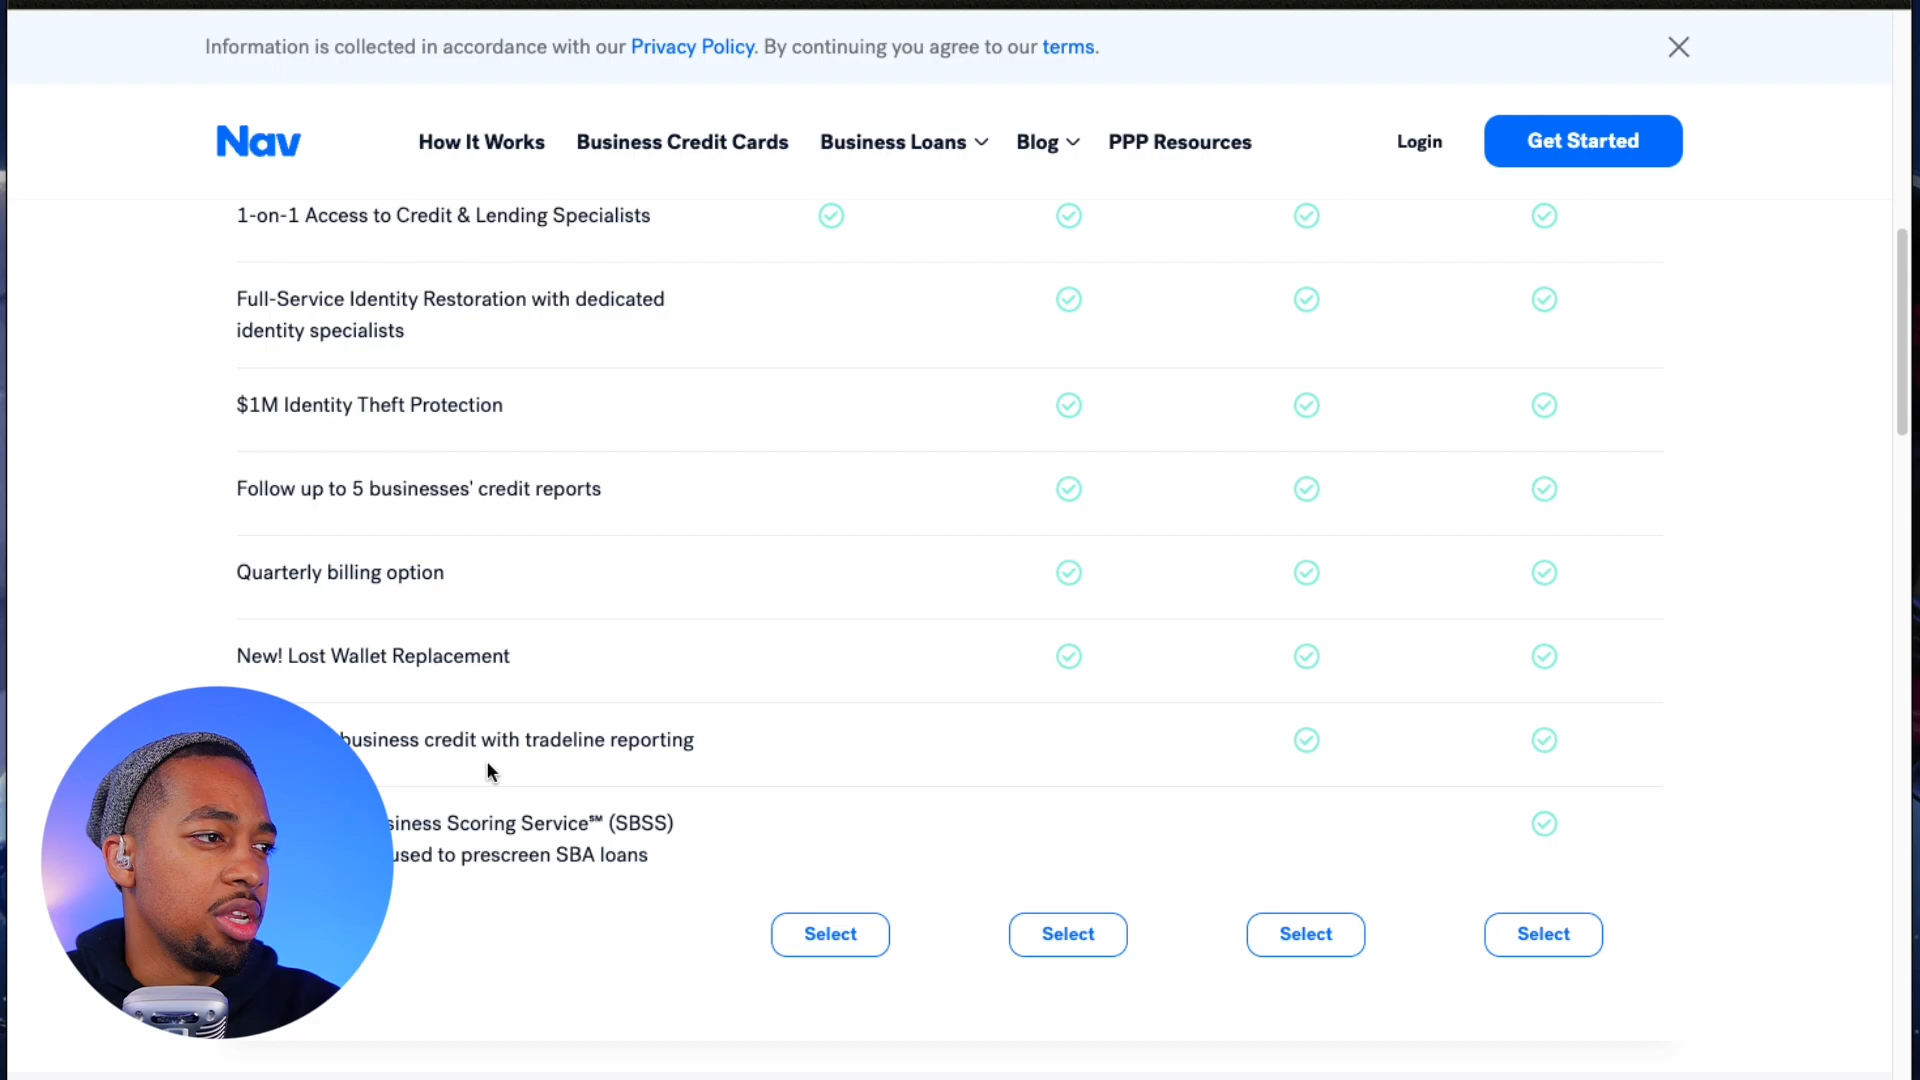 Information is collected in accordance with our Privacy Policy. By continuing you agree to our terms.
Nav
How It Works
Business Credit Cards
Business Loans
Blog
PPP Resources
Login
Get Started
1-on-1 Access to Credit & Lending Specialists
Full-Service Identity Restoration with dedicated
identity specialists
$1M Identity Theft Protection
Follow up to 5 businesses' credit reports
Quarterly billing option
New! Lost Wallet Replacement
business credit with tradeline reporting
siness Scoring Service℠ (SBSS)
used to prescreen SBA loans
Select
Select
Select
Select